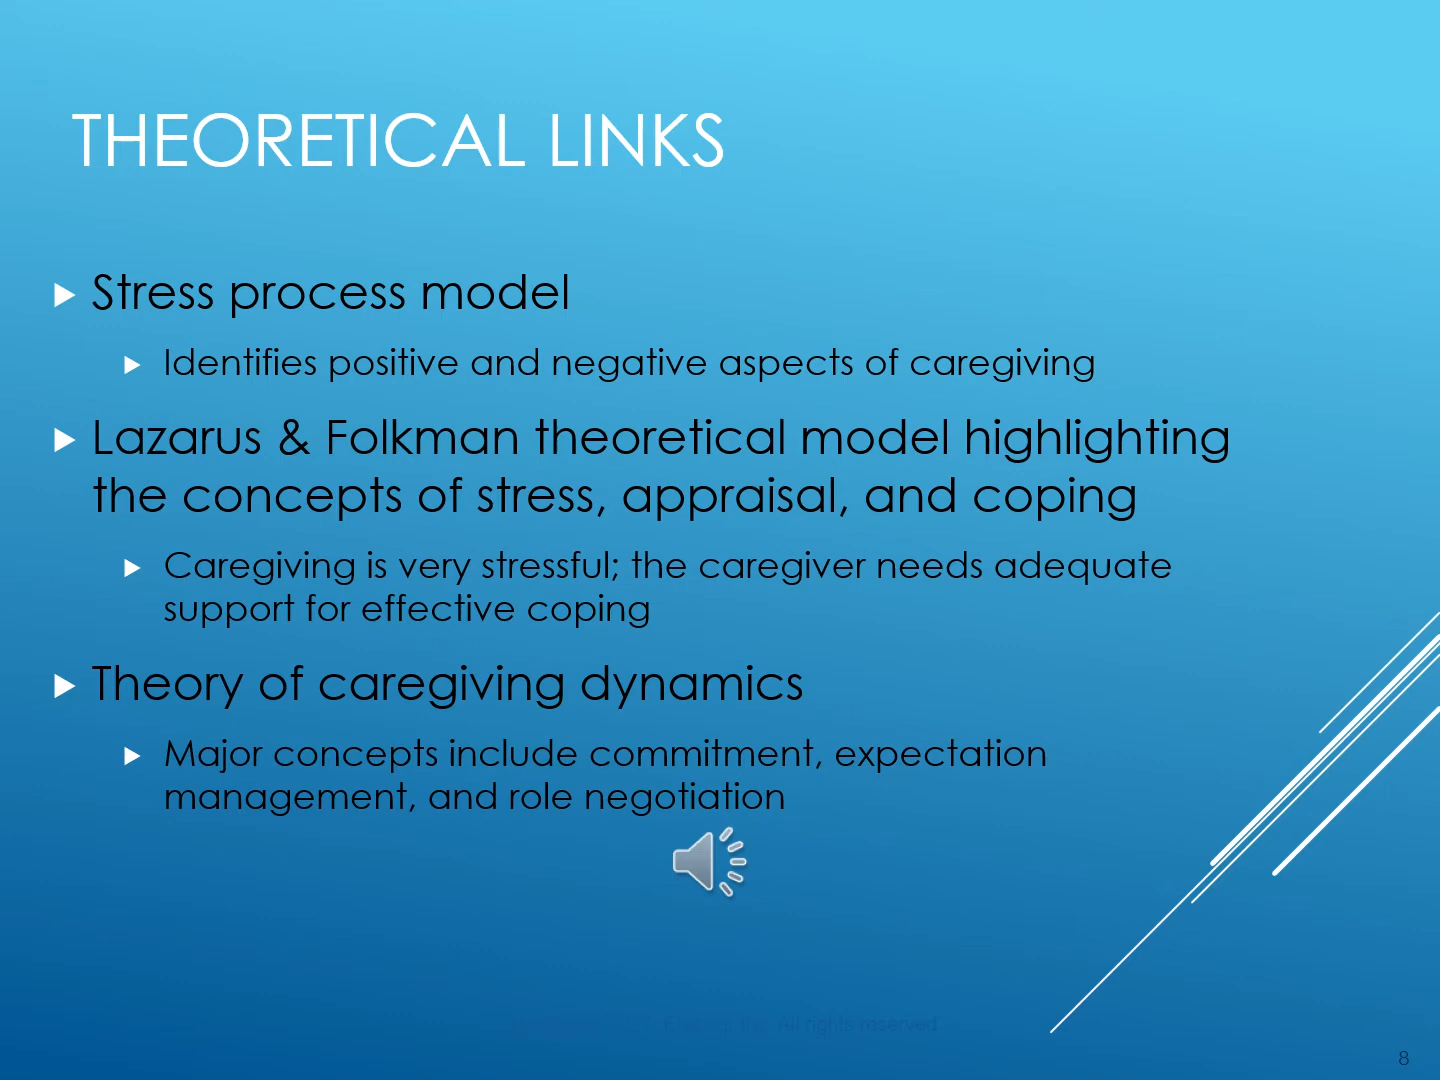 THEORETICAL LINKS
Stress process model
Identifies positive and negative aspects of caregiving
Lazarus & Folkman theoretical model highlighting
the concepts of stress, appraisal, and coping
Caregiving is very stressful; the caregiver needs adequate
support for effective coping
Theory of caregiving dynamics
Major concepts include commitment, expectation
management, and role negotiation
All rights reserved
8